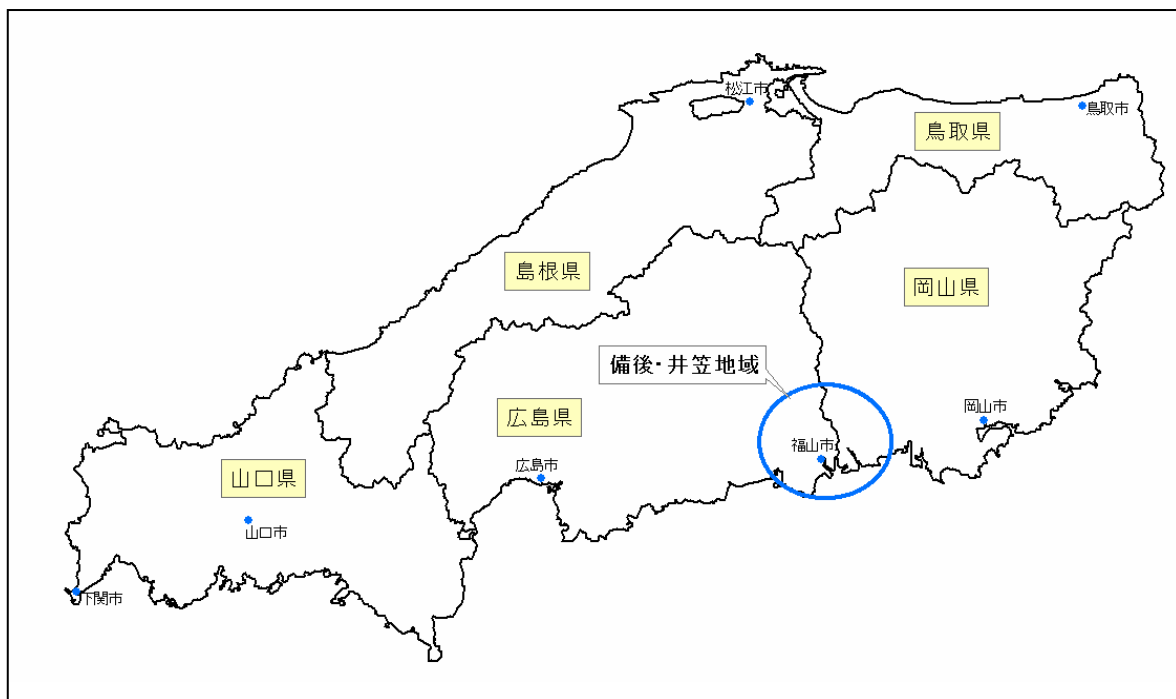 松江市
鳥取市
鳥取県
島根県
岡山県
備後・井笠地域
岡山市
広島県
福山市
広島市
山口県
山口市
下関市